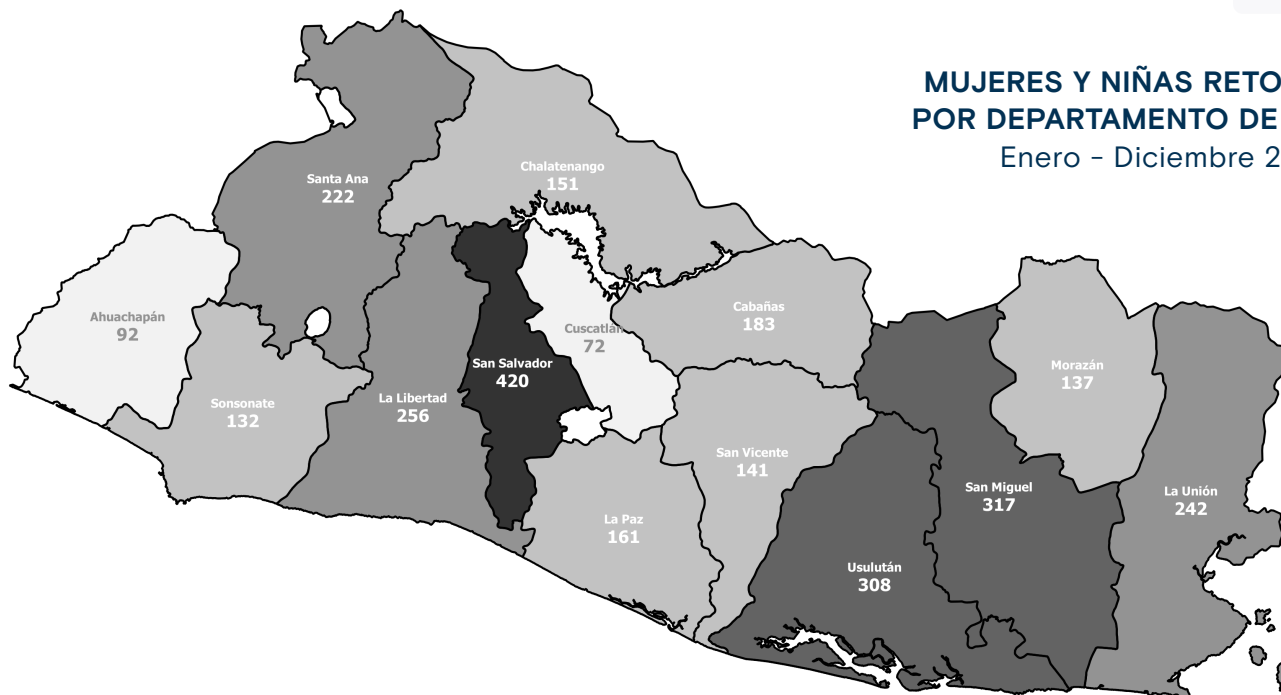 MUJERES Y NIÑAS RETO
POR DEPARTAMENTO DE
Enero - Diciembre 2
Chalatenango
151
Santa Ana
222
Ahuachapán
92
Cabañas
183
Cuscatlán
72
San Salvador
420
Morazán
137
La Libertad
256
Sonsonate
132
San Vicente
141
San Miguel
317
La Unión
242
La Paz
161
Usulután
308